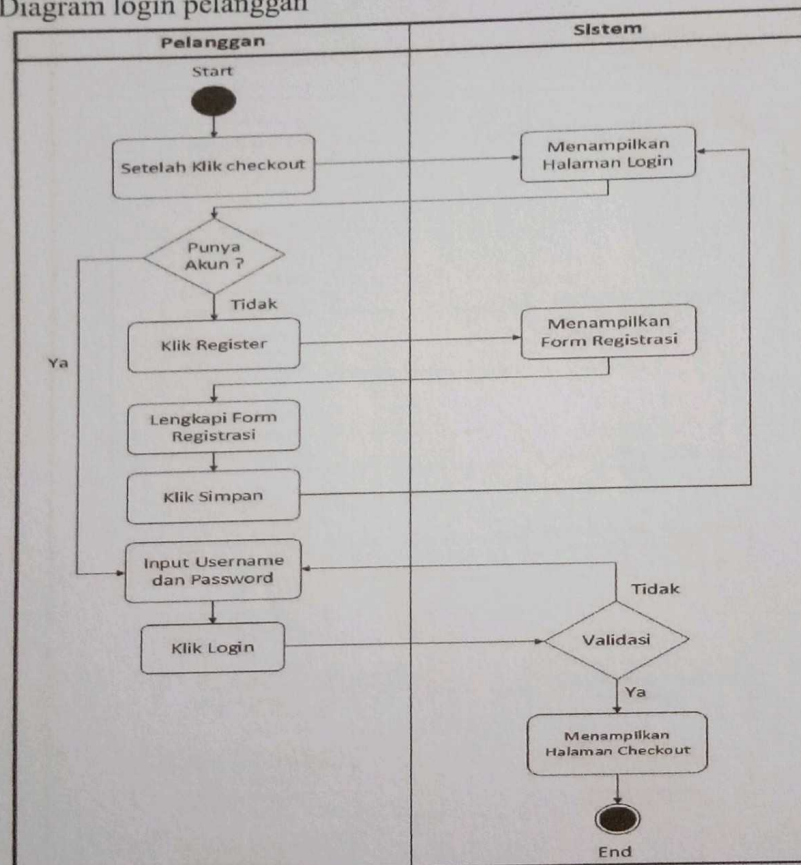 Diagram login pelanggan
Pelanggan
Sistem
Start
Setelah Klik checkout
Menampilkan
Halaman Login
Punya
Akun ?
Tidak
Klik Register
Menampilkan
Form Registrasi
Ya
Lengkapi Form
Registrasi
Klik Simpan
Input Username
dan Password
Tidak
Klik Login
Validasi
Ya
Menampilkan
Halaman Checkout
End